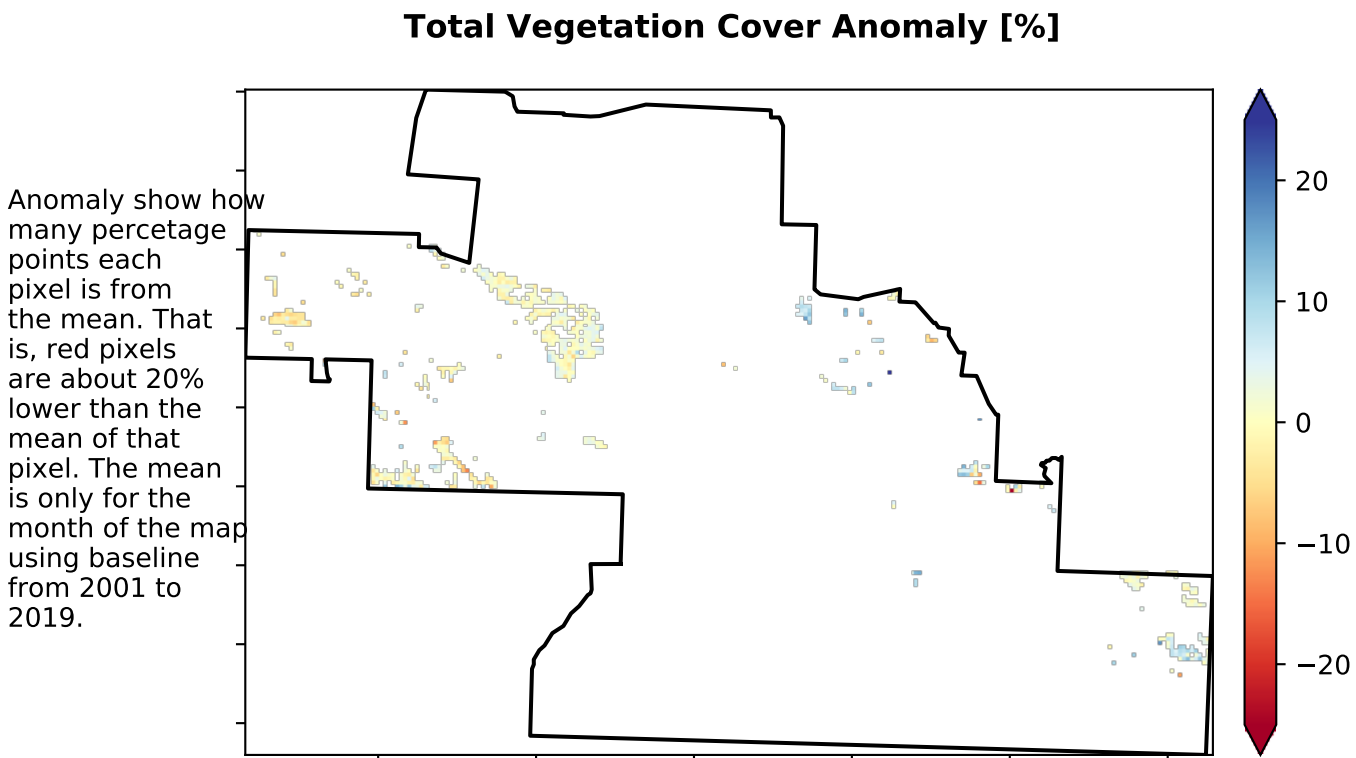 Total Vegetation Cover Anomaly [%]
Anomaly show how
many percetage
points each
pixel is from
the mean. That
is, red pixels
are about 20%
lower than the
mean of that
pixel. The mean
is only for the
month of the map
using baseline
from 2001 to
2019.
20
10
0
−10
−20